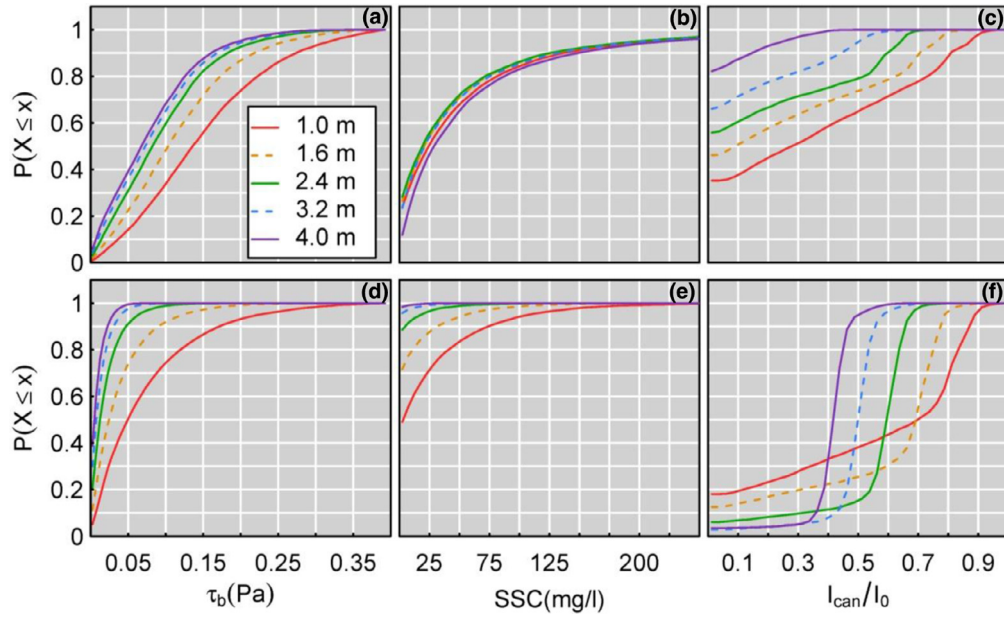 (a) (b) (c)
P(X ≤ x)
1
0.8
0.6
0.4
0.2
0
1.0 m
1.6 m
2.4 m
3.2 m
4.0 m
(d) (e) (f)
P(X ≤ x)
1
0.8
0.6
0.4
0.2
0
0.05 0.15 0.25 0.35 25 75 125 200 0.1 0.3 0.5 0.7 0.9
τb(Pa) SSC(mg/l) Ican/I0